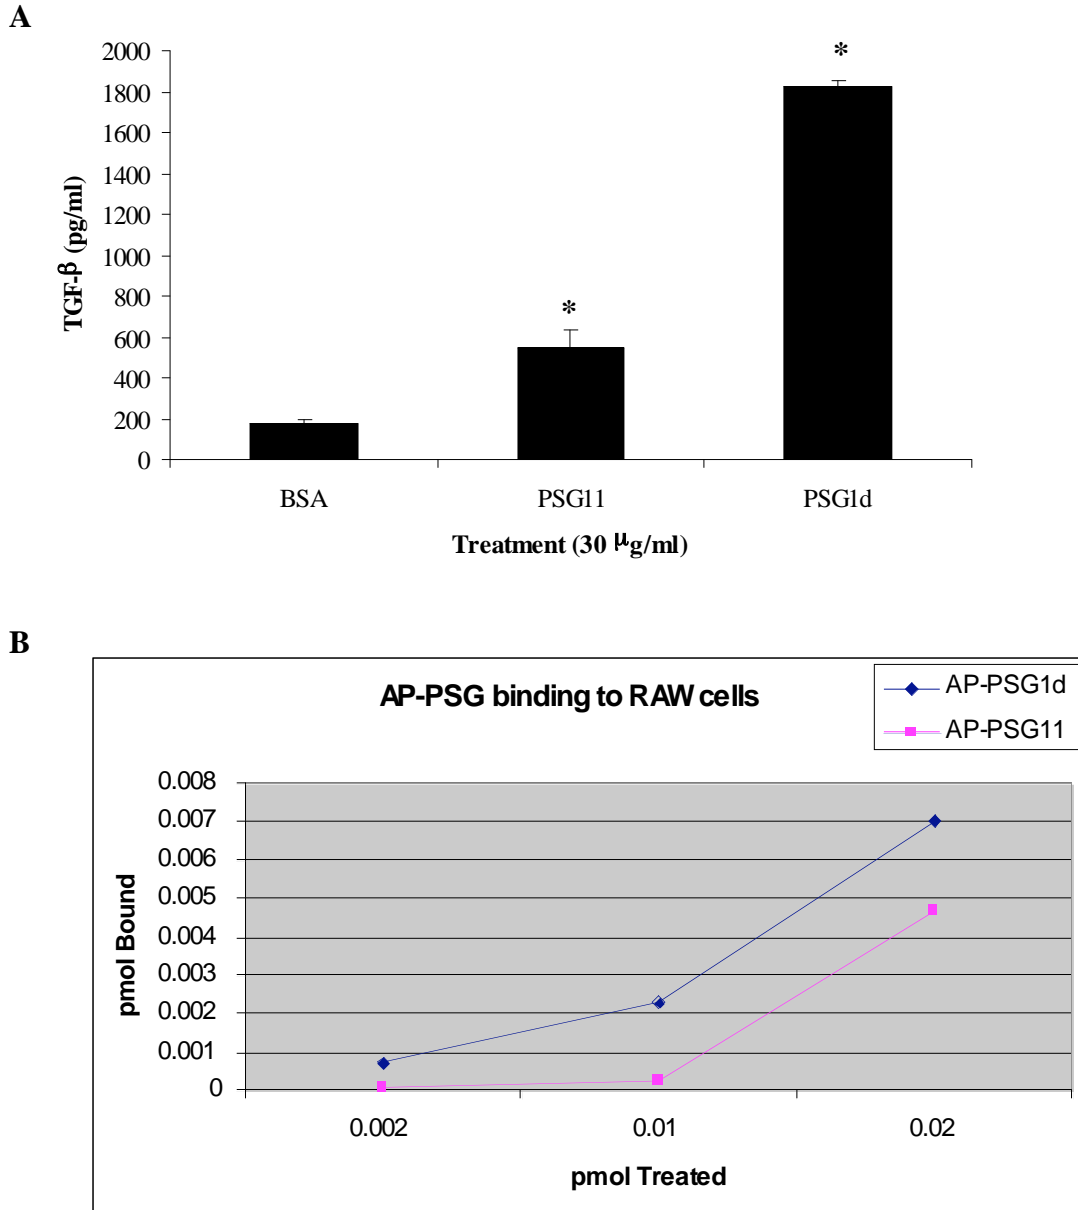 A
2000
1800
1600
1400
1200
1000
800
600
400
200
0
TGF-β (pg/ml)
*
*
BSA PSG11 PSG1d
Treatment (30 μg/ml)
B
AP-PSG binding to RAW cells
AP-PSG1d
AP-PSG11
0.008
0.007
0.006
0.005
0.004
0.003
0.002
0.001
0
pmol Bound
0.002 0.01 0.02
pmol Treated